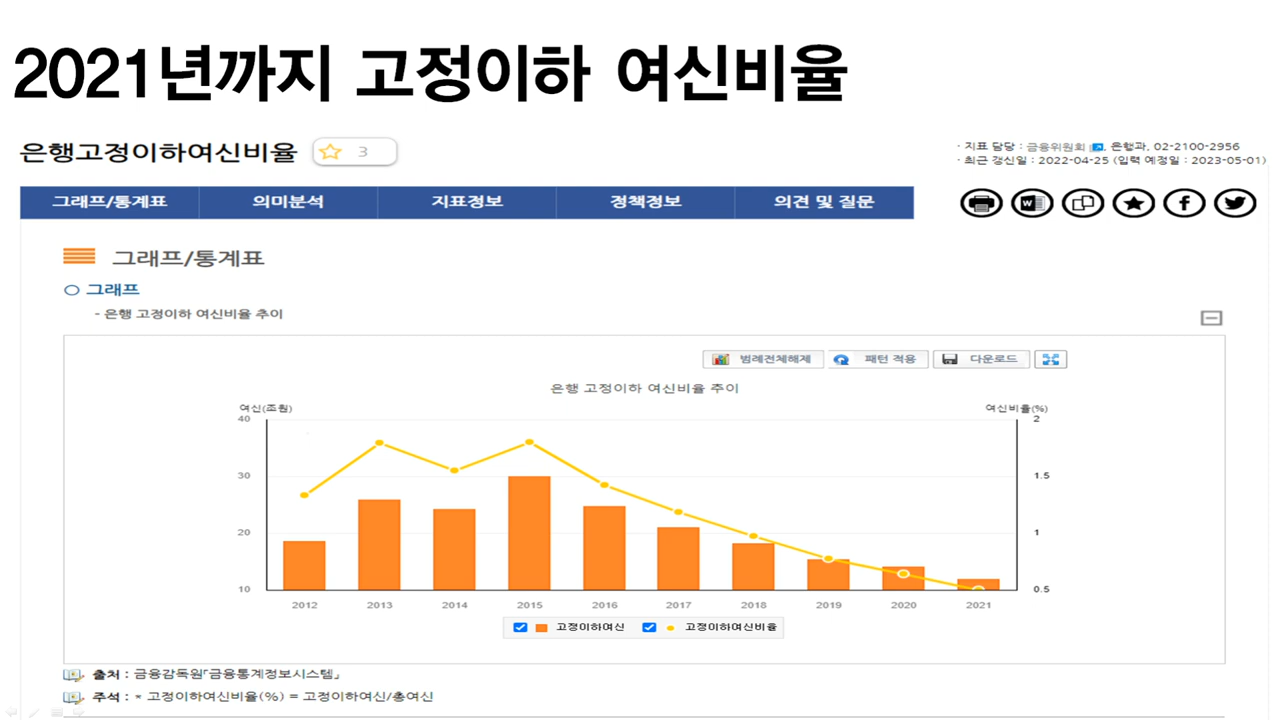 2021년까지 고정이하 여신비율
은행고정이하여신비율 3
· 지표 담당 : 금융위원회 , 은행과, 02-2100-2956
· 최근 갱신일 : 2022-04-25 (입력 예정일 : 2023-05-01)
그래프/통계표 의미분석 지표정보 정책정보 의견 및 질문
그래프/통계표
그래프
- 은행 고정이하 여신비율 추이
범례전체해제 패턴 적용 다운로드
은행 고정이하 여신비율 추이
여신(조원) 여신비율(%)
40 2
30 1.5
20 1
10 0.5
2012 2013 2014 2015 2016 2017 2018 2019 2020 2021
고정이하여신 고정이하여신비율
출처 : 금융감독원「금융통계정보시스템」
주석 : * 고정이하여신비율(%) = 고정이하여신/총여신